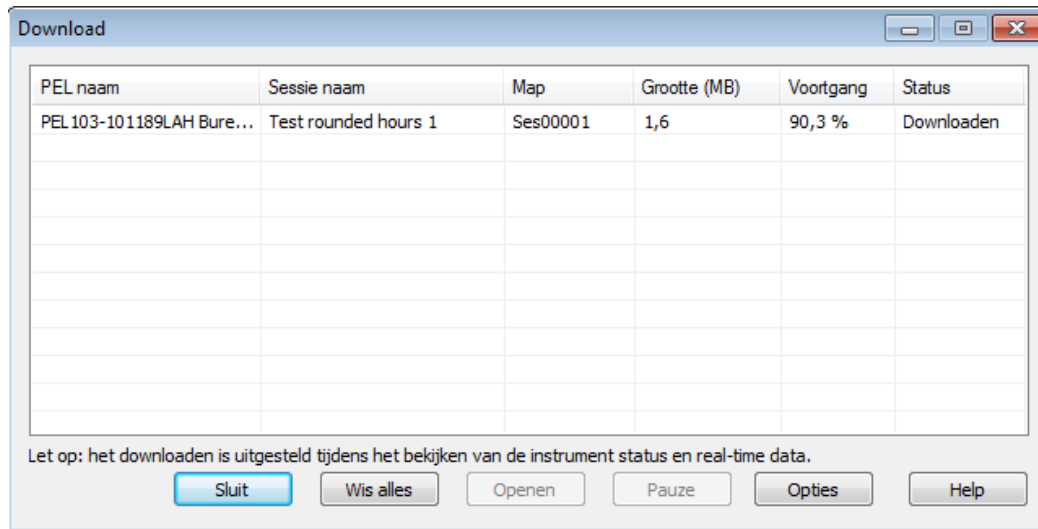 Download
PEL naam Sessie naam Map Grootte (MB) Voortgang Status
PEL103-101189LAH Bure... Test rounded hours 1 Ses00001 1,6 90,3 % Downloaden
Let op: het downloaden is uitgesteld tijdens het bekijken van de instrument status en real-time data.
Sluit Wis alles Openen Pauze Opties Help